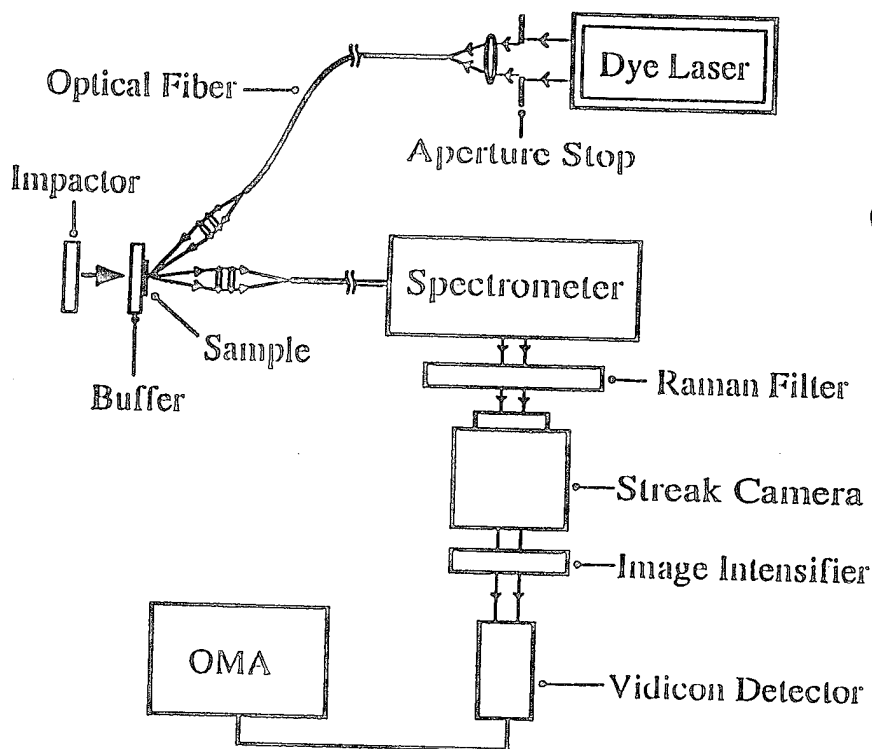 Dye Laser
Optical Fiber
Aperture Stop
Impactor
Spectrometer
Sample
Buffer
Raman Filter
Streak Camera
Image Intensifier
OMA
Vidicon Detector